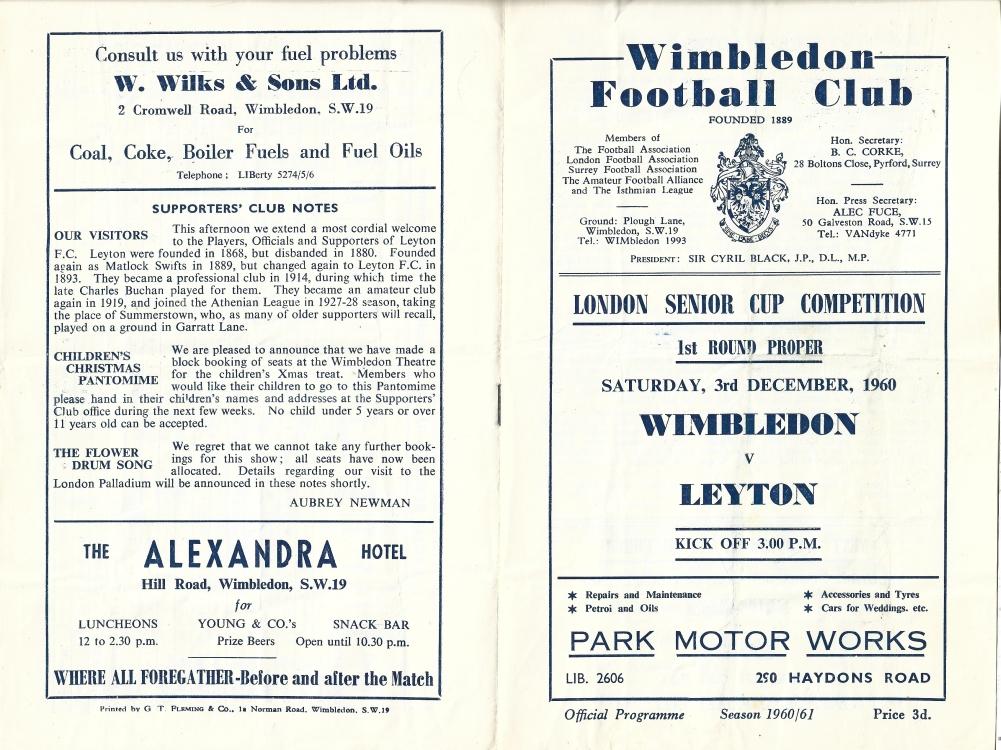 Consult us with your fuel problems
W. Wilks & Sons Ltd.
2 Cromwell Road, Wimbledon, S.W.19
For
Coal, Coke, Boiler Fuels and Fuel Oils
Telephone ; LIBerty 5274/5/6
SUPPORTERS' CLUB NOTES
OUR VISITORS This afternoon we extend a most cordial welcome
to the Players, Officials and Supporters of Leyton
F.C. Leyton were founded in 1868, but disbanded in 1880. Founded
again as Matlock Swifts in 1889, but changed again to Leyton F.C. in
1893. They became a professional club in 1914, during which time the
late Charles Buchan played for them. They became an amateur club
again in 1919, and joined the Athenian League in 1927-28 season, taking
the place of Summerstown, who, as many of older supporters will recall,
played on a ground in Garratt Lane.
CHILDREN'S CHRISTMAS PANTOMIME
We are pleased to announce that we have made a
block booking of seats at the Wimbledon Theatre
for the children's Xmas treat. Members who
would like their children to go to this Pantomime
please hand in their children's names and addresses at the Supporters'
Club office during the next few weeks. No child under 5 years or over
11 years old can be accepted.
THE FLOWER DRUM SONG
We regret that we cannot take any further book-
ings for this show; all seats have now been
allocated. Details regarding our visit to the
London Palladium will be announced in these notes shortly.
AUBREY NEWMAN
THE ALEXANDRA HOTEL
Hill Road, Wimbledon, S.W.19
for
LUNCHEONS YOUNG & CO.'s SNACK BAR
12 to 2.30 p.m. Prize Beers Open until 10.30 p.m.
WHERE ALL FOREGATHER-Before and after the Match
Printed by G T. FLEMING & Co., 1a Norman Road, Wimbledon, S.W.19
Wimbledon
Football Club
FOUNDED 1889
Members of
The Football Association
London Football Association
Surrey Football Association
The Amateur Football Alliance
and The Isthmian League
Ground: Plough Lane,
Wimbledon, S.W.19
Tel.: WIMbledon 1993
Hon. Secretary:
B. C. CORKE,
28 Boltons Close, Pyrford, Surrey
Hon. Press Secretary:
ALEC FUCE,
50 Galveston Road, S.W.15
Tel.: VANdyke 4771
PRESIDENT: SIR CYRIL BLACK, J.P., D.L., M.P.
LONDON SENIOR CUP COMPETITION
1st ROUND PROPER
SATURDAY, 3rd DECEMBER, 1960
WIMBLEDON
V
LEYTON
KICK OFF 3.00 P.M.
* Repairs and Maintenance * Accessories and Tyres
* Petrol and Oils * Cars for Weddings. etc.
PARK MOTOR WORKS
LIB. 2606 290 HAYDONS ROAD
Official Programme Season 1960/61 Price 3d.